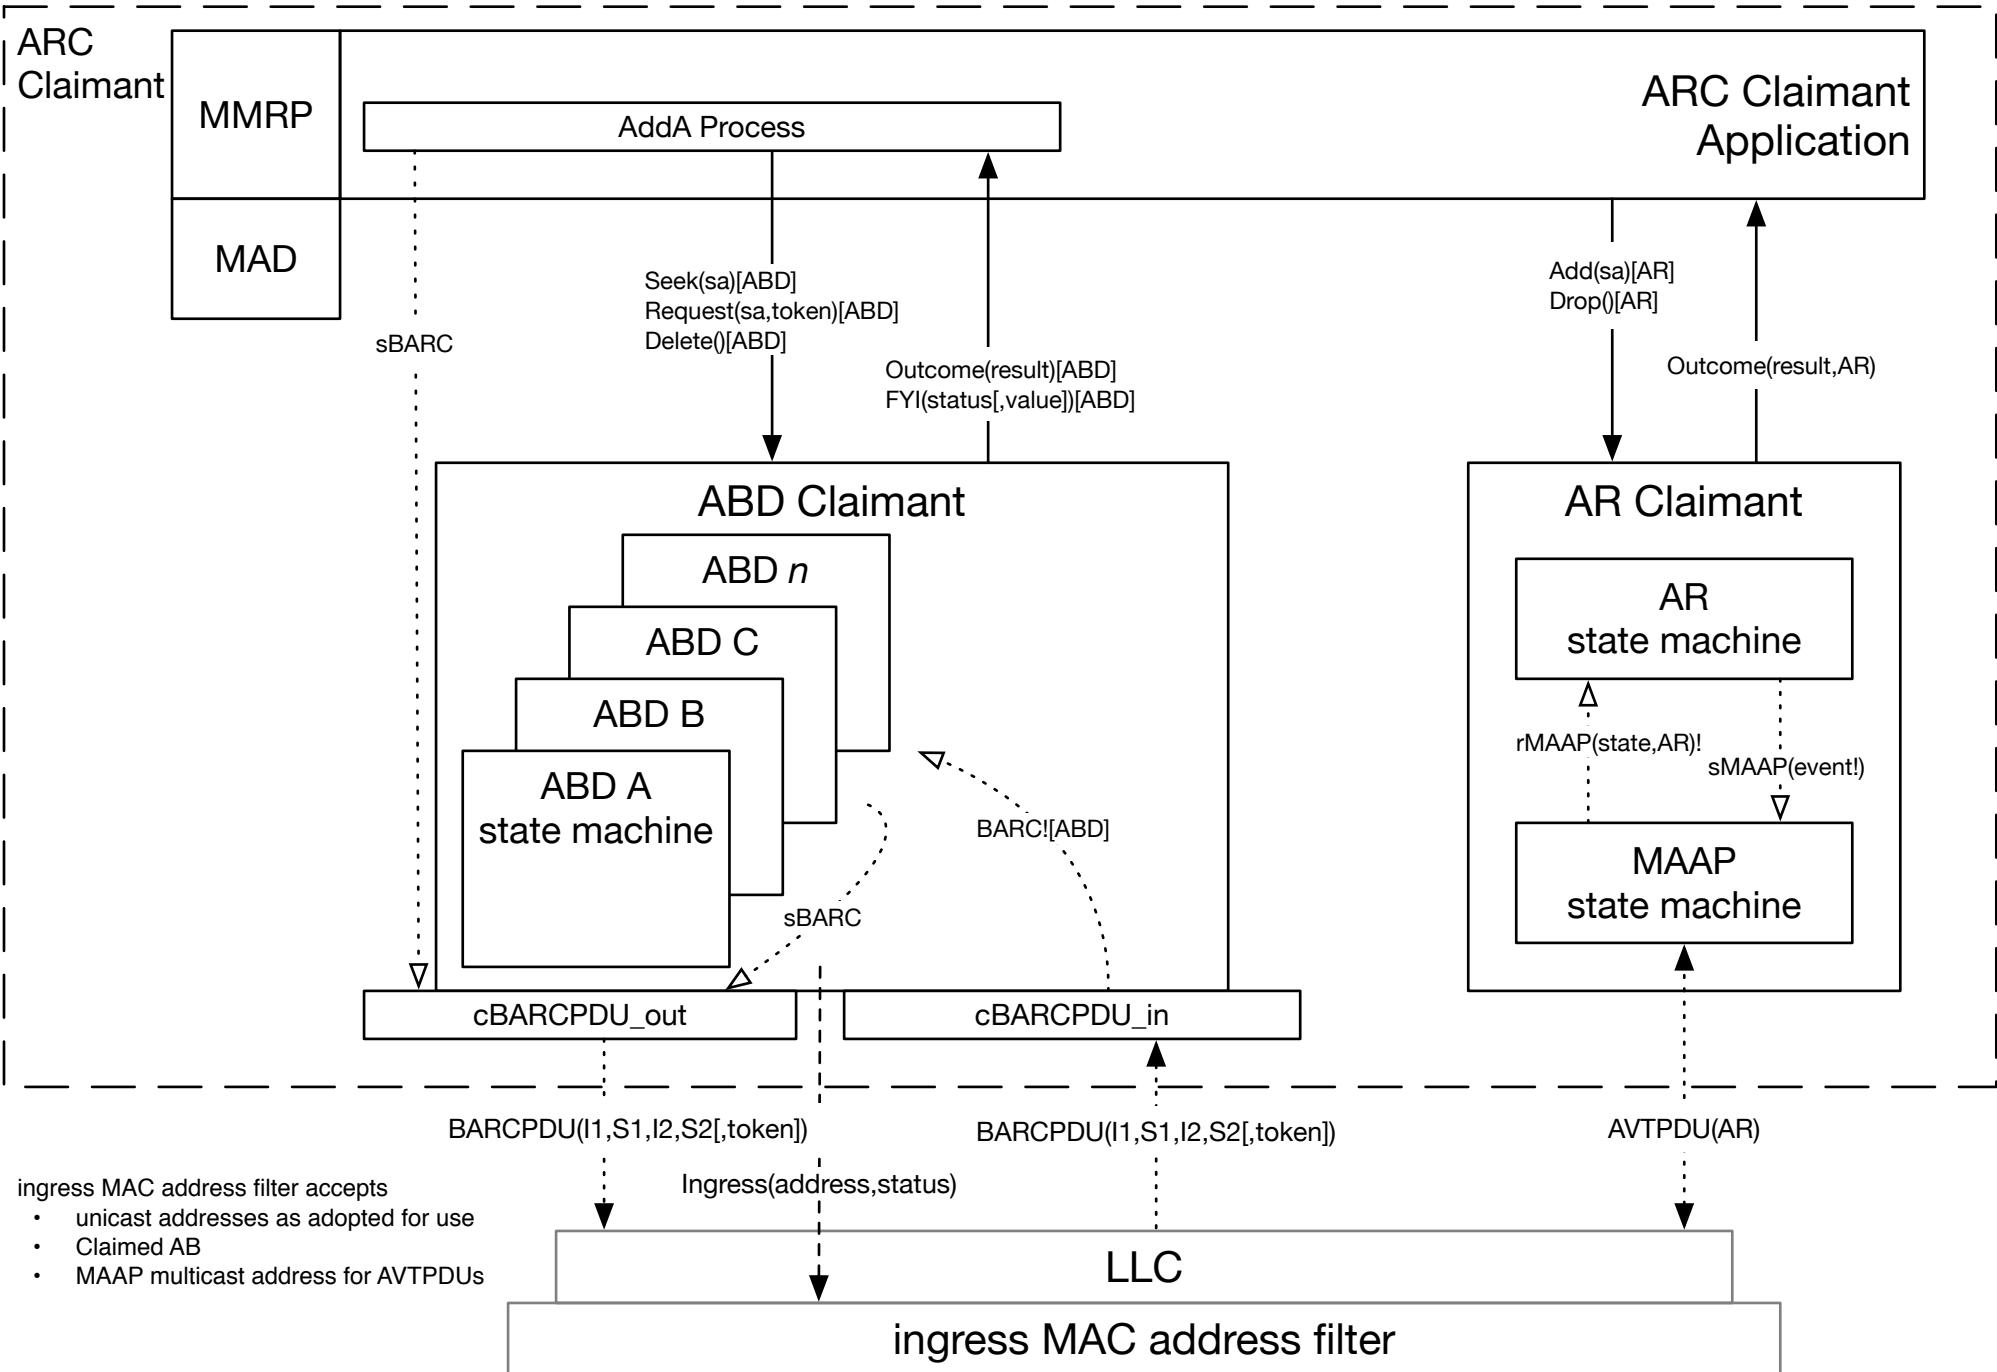 ARC
Claimant
MMRP
MAD
ARC Claimant
Application
AddA Process
sBARC
Seek(sa)[ABD]
Request(sa,token)[ABD]
Delete()[ABD]
Outcome(result)[ABD]
FYI(status[,value])[ABD]
Add(sa)[AR]
Drop()[AR]
Outcome(result,AR)
ABD Claimant
ABD n
ABD C
ABD B
ABD A
state machine
sBARC
BARC![ABD]
cBARCPDU_out
cBARCPDU_in
AR Claimant
AR
state machine
rMAAP(state,AR)!
sMAAP(event!)
MAAP
state machine
BARCPDU(I1,S1,I2,S2[,token])
BARCPDU(I1,S1,I2,S2[,token])
AVTPDU(AR)
Ingress(address,status)
ingress MAC address filter accepts
• unicast addresses as adopted for use
• Claimed AB
• MAAP multicast address for AVTPDUs
LLC
ingress MAC address filter